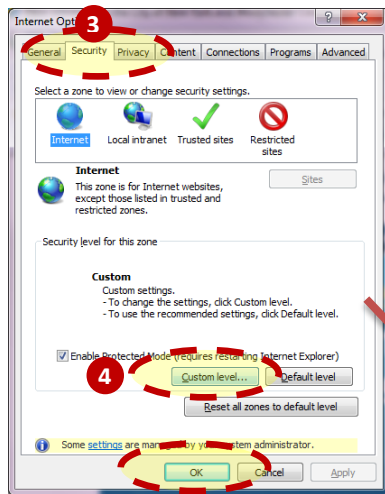 Internet Op
3
General Security Privacy Content Connections Programs Advanced
Select a zone to view or change security settings.
Internet Local intranet Trusted sites Restricted
sites
Internet
This zone is for Internet websites,
except those listed in trusted and
restricted zones.
Sites
Security level for this zone
Custom
Custom settings.
- To change the settings, click Custom level.
- To use the recommended settings, click Default level.
Enable Protected Mode (requires restarting Internet Explorer)
4
Custom level... Default level
Reset all zones to default level
Some settings are managed by your system administrator.
OK Cancel Apply